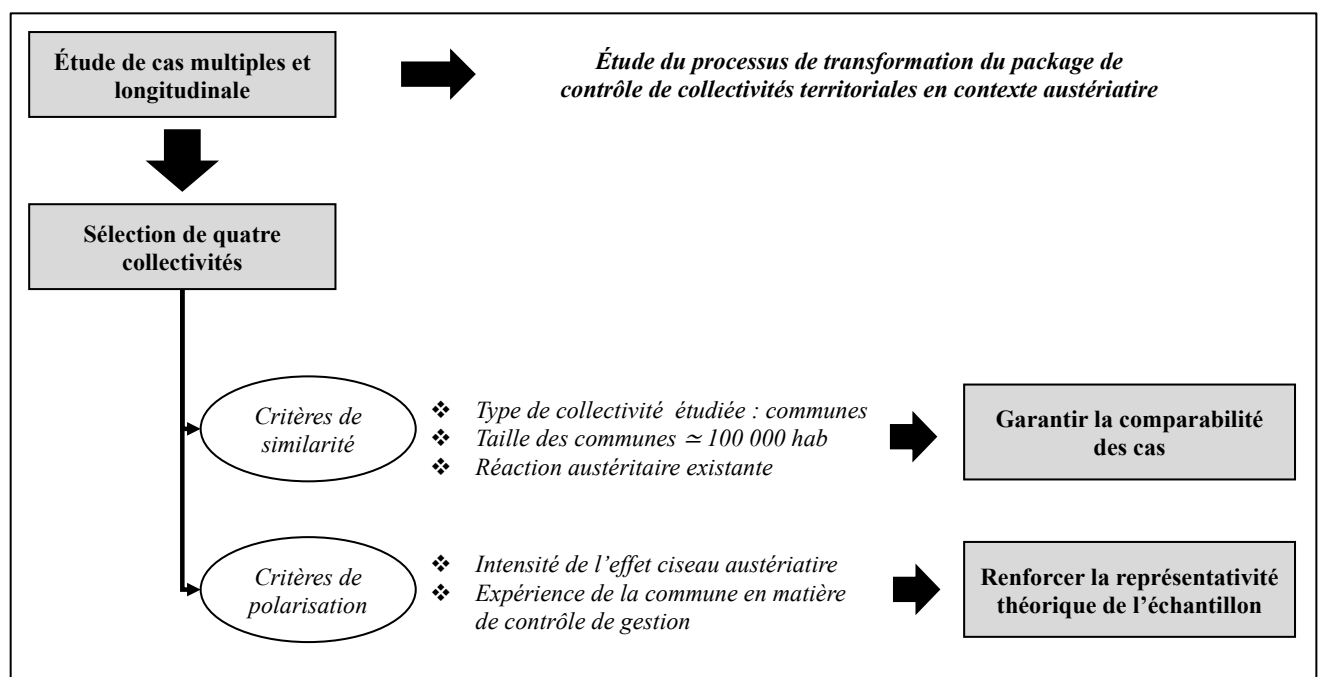 Étude de cas multiples et
longitudinale
Étude du processus de transformation du package de
contrôle de collectivités territoriales en contexte austériatire
Sélection de quatre
collectivités
Critères de
similarité
❖ Type de collectivité étudiée : communes
❖ Taille des communes ≃ 100 000 hab
❖ Réaction austéritaire existante
Garantir la comparabilité
des cas
Critères de
polarisation
❖ Intensité de l’effet ciseau austériatire
❖ Expérience de la commune en matière
de contrôle de gestion
Renforcer la représentativité
théorique de l’échantillon